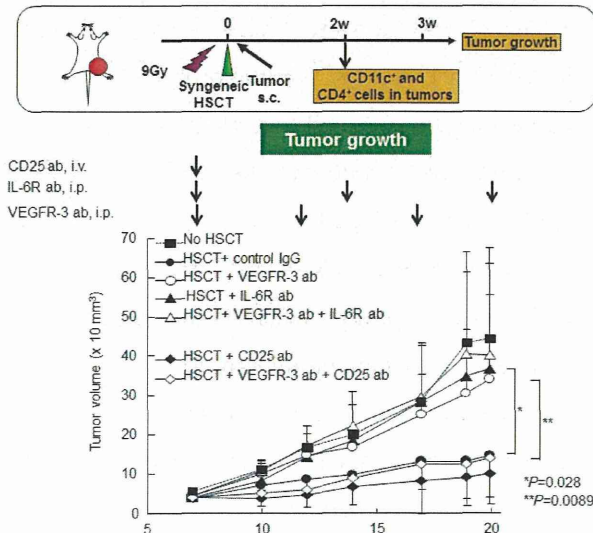 0
2w
3w
Tumor growth
9Gy
Syngeneic
HSCT
Tumor
s.c.
CD11c⁺ and
CD4⁺ cells in tumors
Tumor growth
CD25 ab, i.v.
IL-6R ab, i.p.
VEGFR-3 ab, i.p.
No HSCT
HSCT+ control IgG
HSCT + VEGFR-3 ab
HSCT + IL-6R ab
HSCT+ VEGFR-3 ab + IL-6R ab
HSCT + CD25 ab
HSCT + VEGFR-3 ab + CD25 ab
Tumor volume (x 10 mm³)
70
60
50
40
30
20
10
0
5
10
15
20
*
**
*P=0.028
**P=0.0089